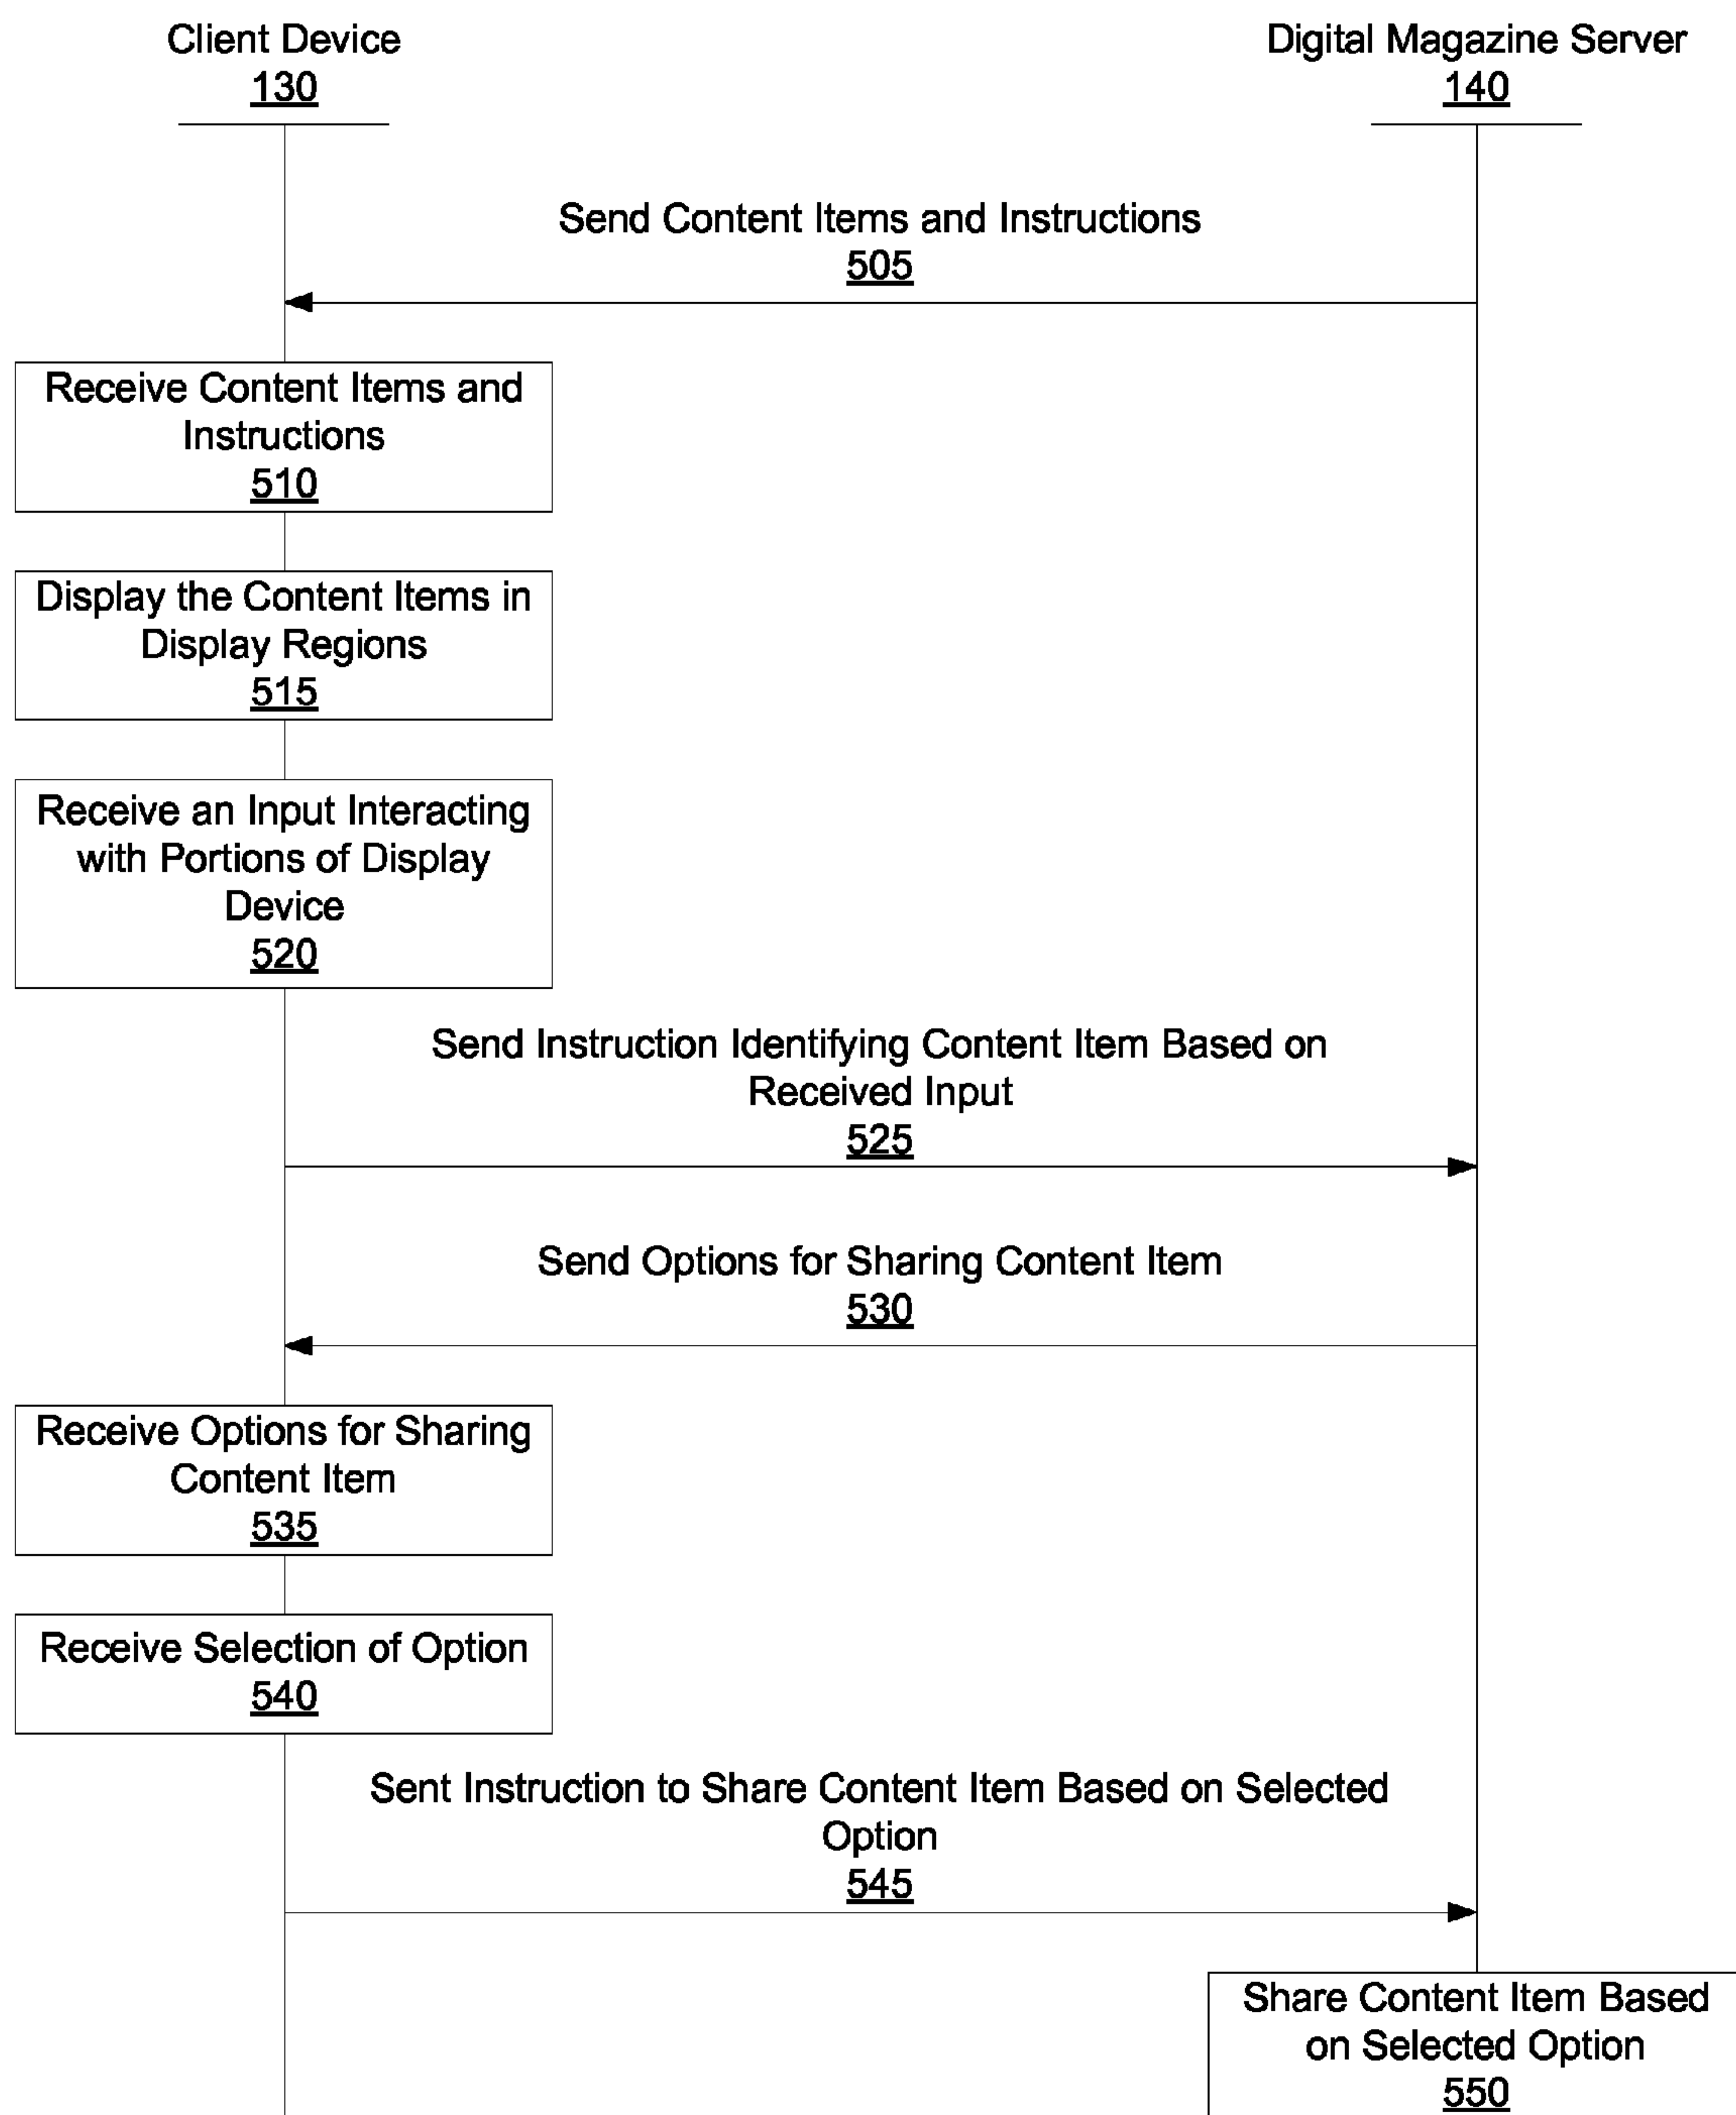 Client Device
130
Digital Magazine Server
140
Send Content Items and Instructions
505
Receive Content Items and
Instructions
510
Display the Content Items in
Display Regions
515
Receive an Input Interacting
with Portions of Display
Device
520
Send Instruction Identifying Content Item Based on
Received Input
525
Send Options for Sharing Content Item
530
Receive Options for Sharing
Content Item
535
Receive Selection of Option
540
Sent Instruction to Share Content Item Based on Selected
Option
545
Share Content Item Based
on Selected Option
550